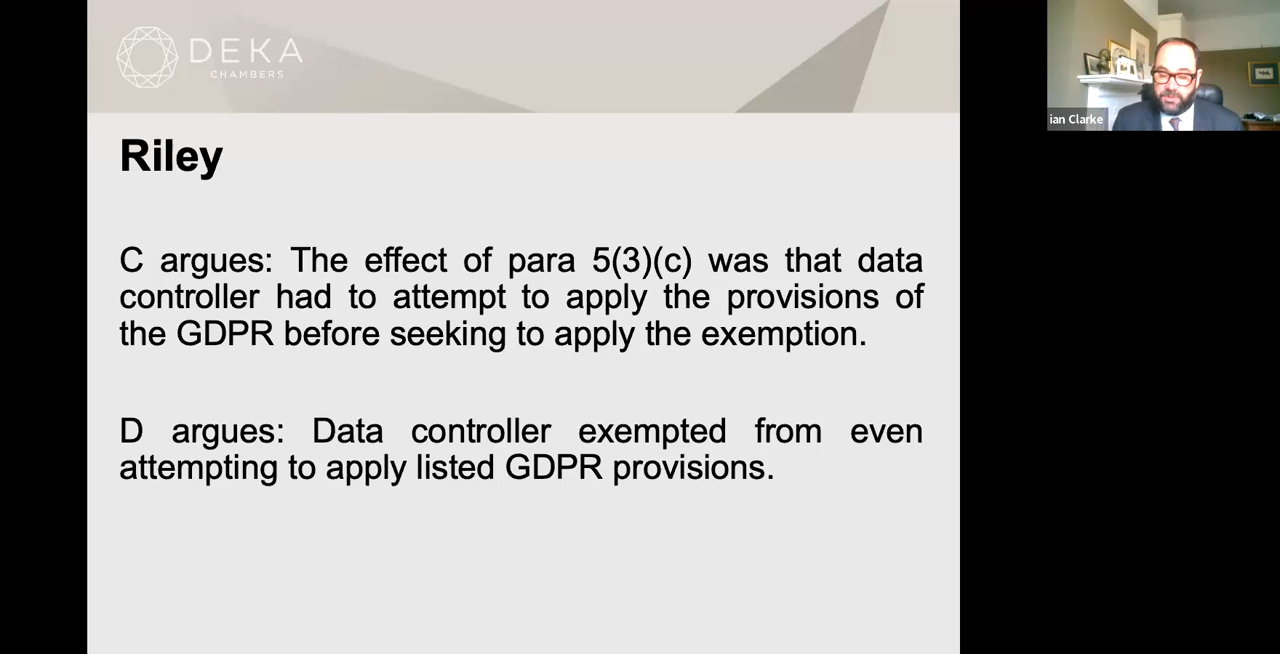 DEKA
CHAMBERS
ian Clarke
Riley
C argues: The effect of para 5(3)(c) was that data
controller had to attempt to apply the provisions of
the GDPR before seeking to apply the exemption.
D argues: Data controller exempted from even
attempting to apply listed GDPR provisions.